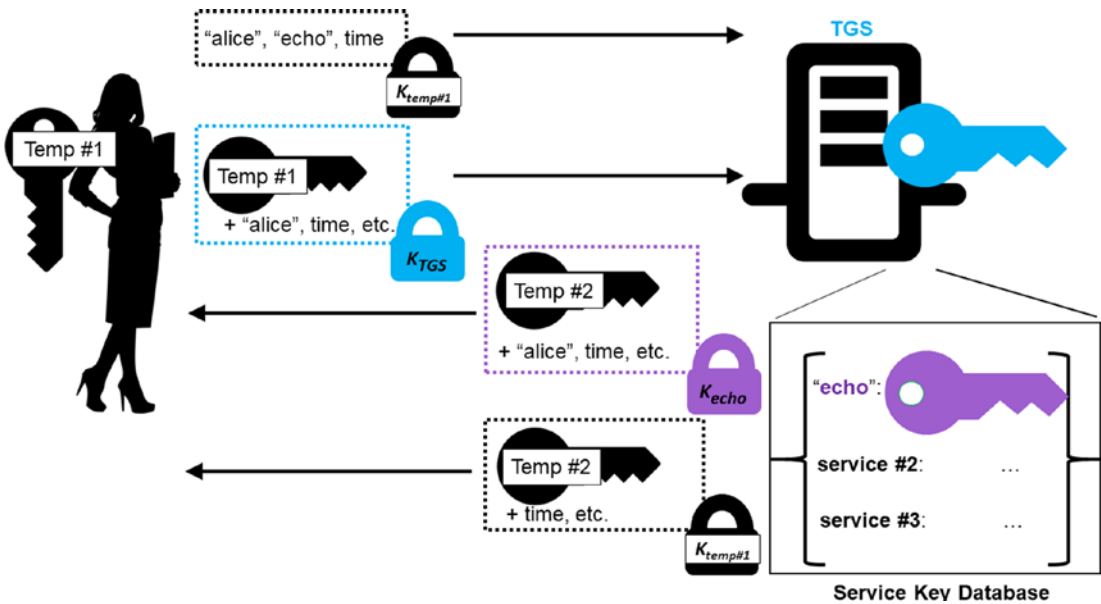 “alice”, “echo”, time
K_temp#1
TGS
Temp #1
Temp #1
+ “alice”, time, etc.
K_TGS
Temp #2
+ “alice”, time, etc.
K_echo
“echo”:
Temp #2
+ time, etc.
K_temp#1
service #2: ...
service #3: ...
Service Key Database